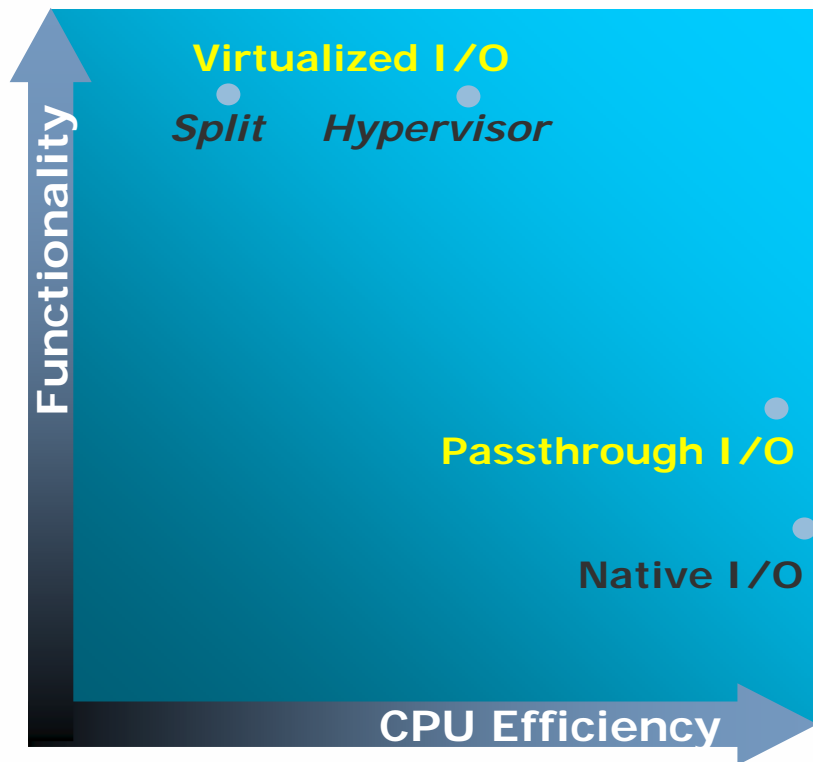 Virtualized I/O
Split Hypervisor
Functionality
Passthrough I/O
Native I/O
CPU Efficiency